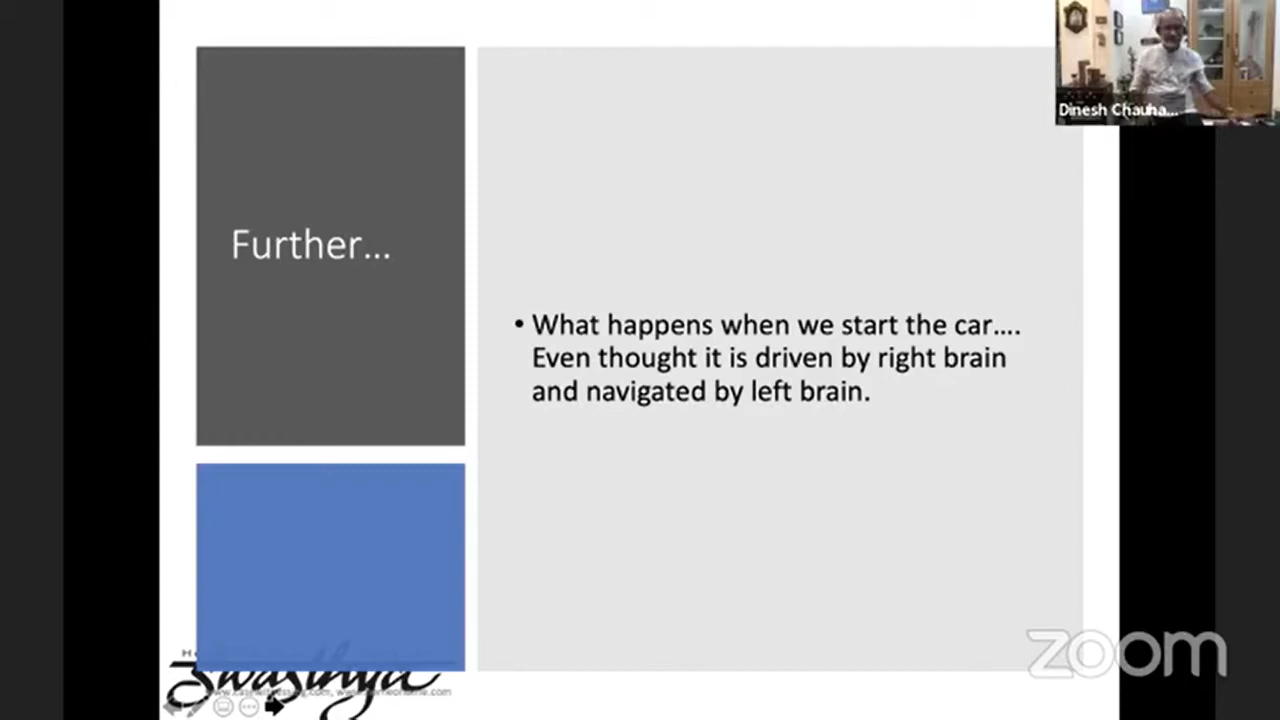 Further...
• What happens when we start the car....
Even thought it is driven by right brain
and navigated by left brain.
Dinesh Chauha...
zoom